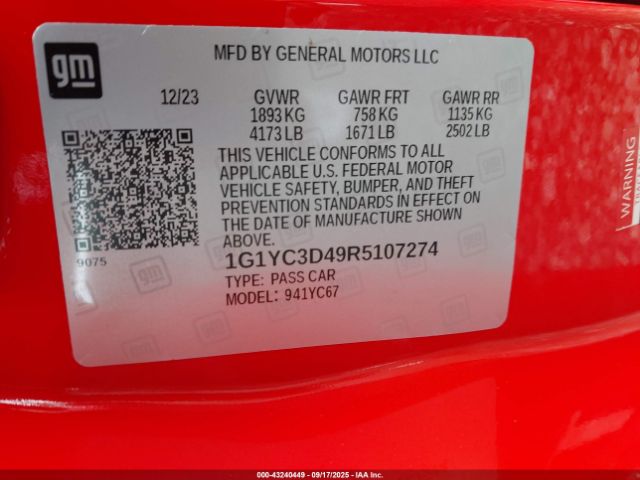 gm
MFD BY GENERAL MOTORS LLC
12/23 GVWR GAWR FRT GAWR RR
1893 KG 758 KG 1135 KG
4173 LB 1671 LB 2502 LB
THIS VEHICLE CONFORMS TO ALL
APPLICABLE U.S. FEDERAL MOTOR
VEHICLE SAFETY, BUMPER, AND THEFT
PREVENTION STANDARDS IN EFFECT ON
THE DATE OF MANUFACTURE SHOWN
ABOVE.
9075
1G1YC3D49R5107274
TYPE: PASS CAR
MODEL: 941YC67
WARNING
000-43240449 - 09/17/2025 - IAAI.COM